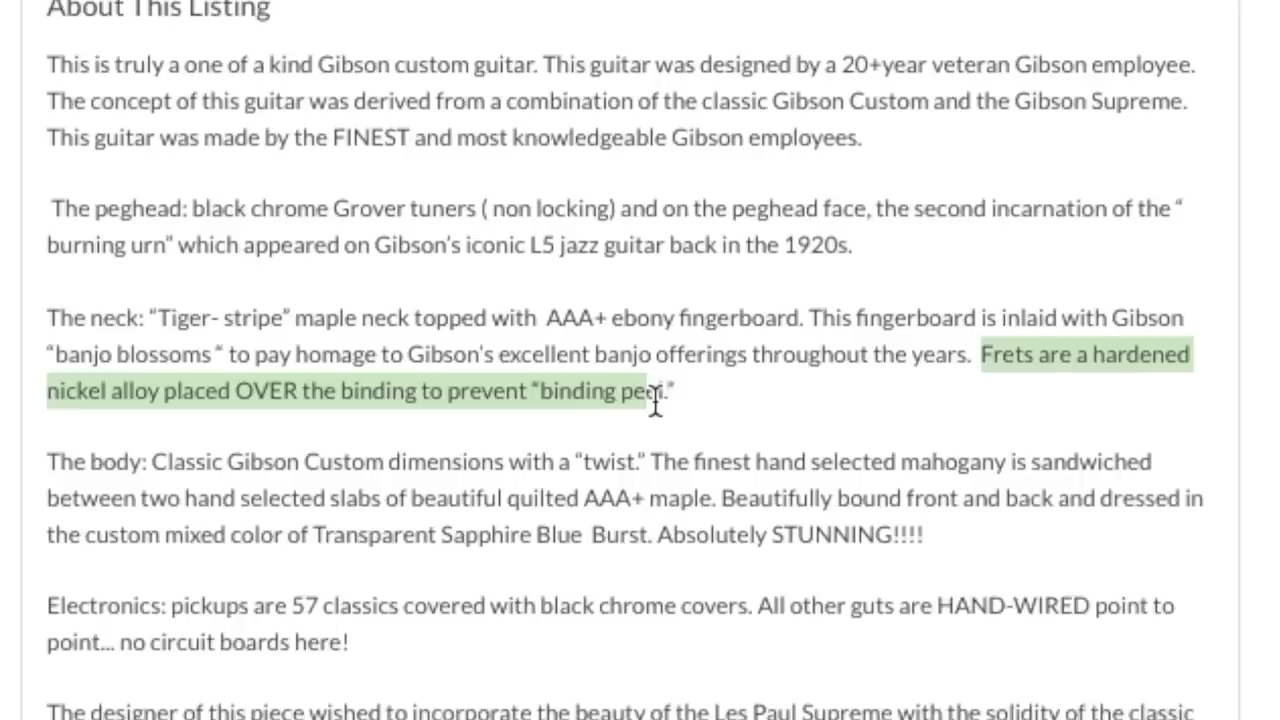 About This Listing
This is truly a one of a kind Gibson custom guitar. This guitar was designed by a 20+year veteran Gibson employee.
The concept of this guitar was derived from a combination of the classic Gibson Custom and the Gibson Supreme.
This guitar was made by the FINEST and most knowledgeable Gibson employees.
The peghead: black chrome Grover tuners ( non locking) and on the peghead face, the second incarnation of the “
burning urn” which appeared on Gibson’s iconic L5 jazz guitar back in the 1920s.
The neck: “Tiger- stripe” maple neck topped with  AAA+ ebony fingerboard. This fingerboard is inlaid with Gibson
“banjo blossoms “ to pay homage to Gibson’s excellent banjo offerings throughout the years.  Frets are a hardened
nickel alloy placed OVER the binding to prevent “binding
The body: Classic Gibson Custom dimensions with a “twist.” The finest hand selected mahogany is sandwiched
between two hand selected slabs of beautiful quilted AAA+ maple. Beautifully bound front and back and dressed in
the custom mixed color of Transparent Sapphire Blue  Burst. Absolutely STUNNING!!!!
Electronics: pickups are 57 classics covered with black chrome covers. All other guts are HAND-WIRED point to
point... no circuit boards here!
The designer of this piece wished to incorporate the beauty of the Les Paul Supreme with the solidity of the classic